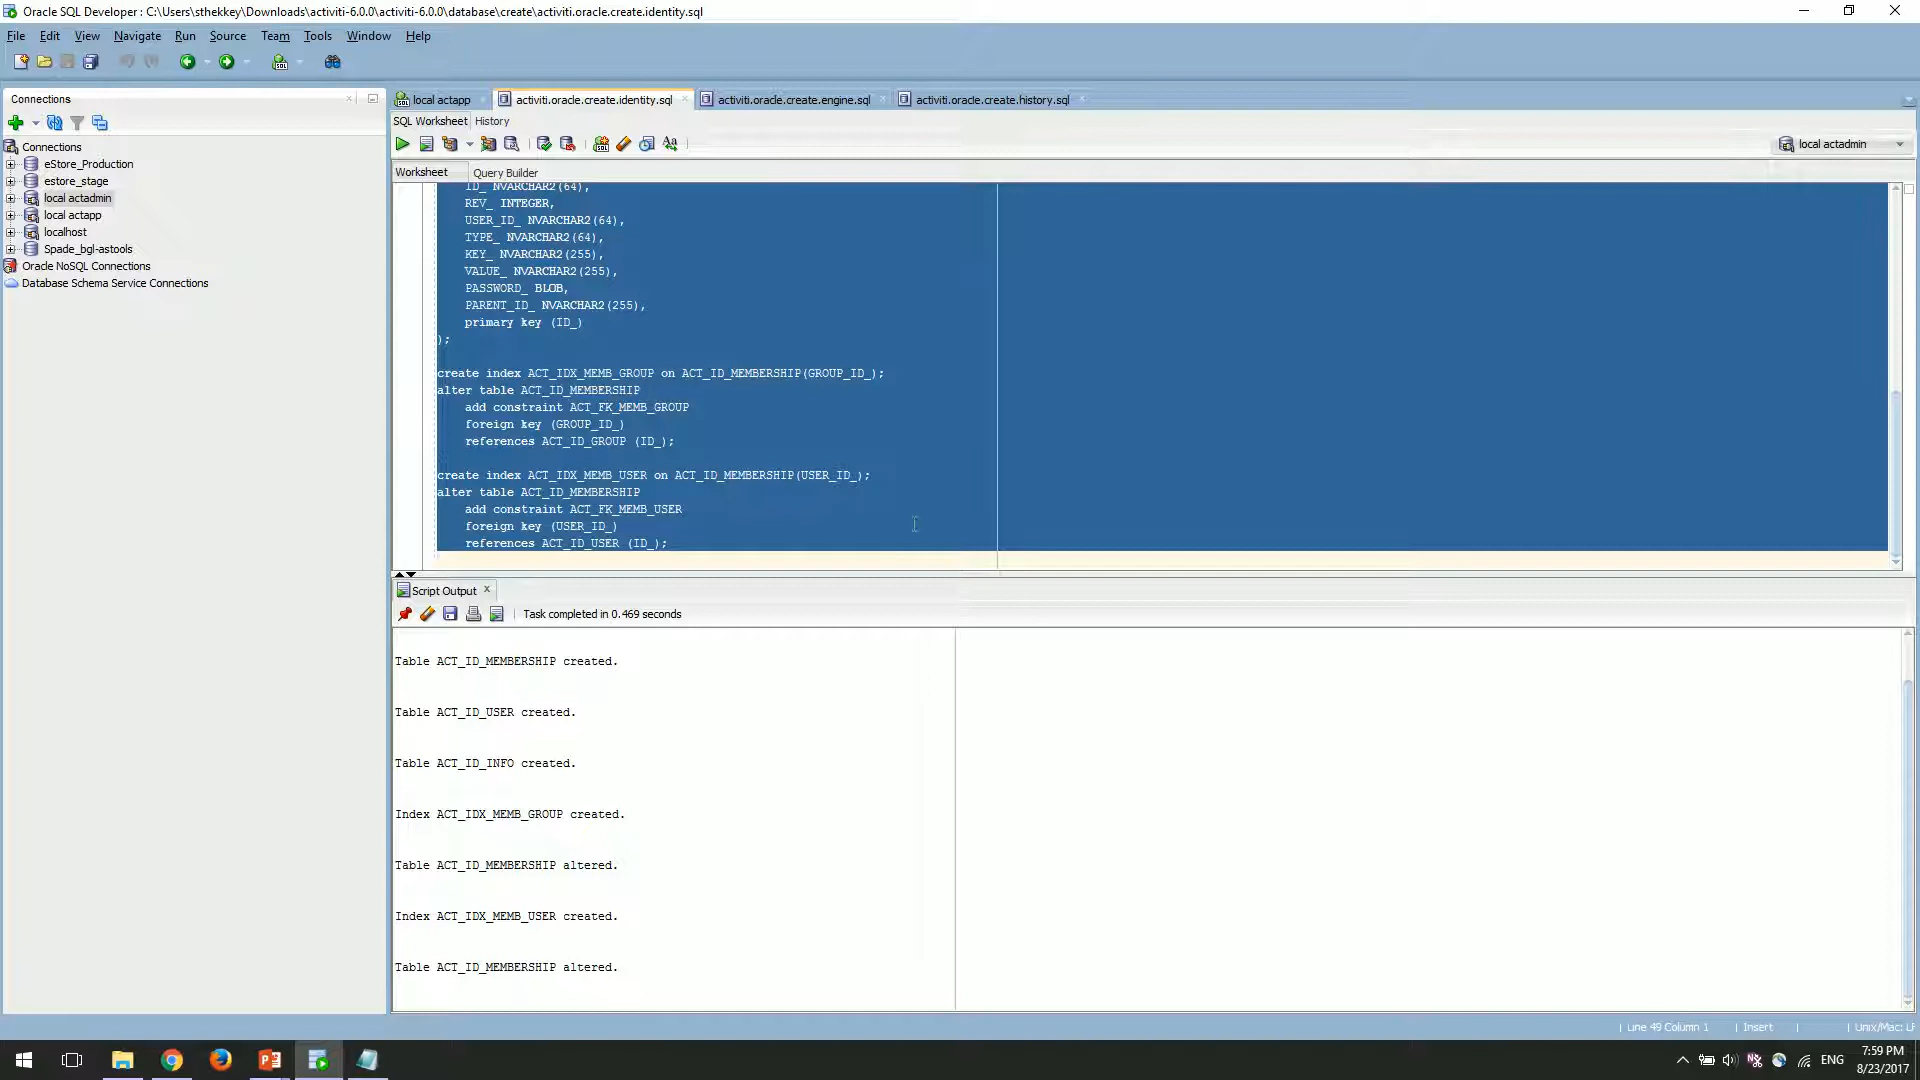 Oracle SQL Developer : C:\Users\sthekkey\Downloads\activiti-6.0.0\activiti-6.0.0\database\create\activiti.oracle.create.identity.sql
File Edit View Navigate Run Source Team Tools Window Help
Connections
Connections
eStore_Production
estore_stage
local actadmin
local actapp
localhost
Spade_bgl-astools
Oracle NoSQL Connections
Database Schema Service Connections
local actapp activiti.oracle.create.identity.sql activiti.oracle.create.engine.sql activiti.oracle.create.history.sql
SQL Worksheet History
local actadmin
Worksheet Query Builder
ID_ NVARCHAR2(64),
REV_ INTEGER,
USER_ID_ NVARCHAR2(64),
TYPE_ NVARCHAR2(64),
KEY_ NVARCHAR2(255),
VALUE_ NVARCHAR2(255),
PASSWORD_ BLOB,
PARENT_ID_ NVARCHAR2(255),
primary key (ID_)
);
create index ACT_IDX_MEMB_GROUP on ACT_ID_MEMBERSHIP(GROUP_ID_);
alter table ACT_ID_MEMBERSHIP
add constraint ACT_FK_MEMB_GROUP
foreign key (GROUP_ID_)
references ACT_ID_GROUP (ID_);
create index ACT_IDX_MEMB_USER on ACT_ID_MEMBERSHIP(USER_ID_);
alter table ACT_ID_MEMBERSHIP
add constraint ACT_FK_MEMB_USER
foreign key (USER_ID_)
references ACT_ID_USER (ID_);
Script Output
Task completed in 0.469 seconds
Table ACT_ID_MEMBERSHIP created.
Table ACT_ID_USER created.
Table ACT_ID_INFO created.
Index ACT_IDX_MEMB_GROUP created.
Table ACT_ID_MEMBERSHIP altered.
Index ACT_IDX_MEMB_USER created.
Table ACT_ID_MEMBERSHIP altered.
Line 49 Column 1 Insert Unix/Mac: LF
ENG
7:59 PM
8/23/2017